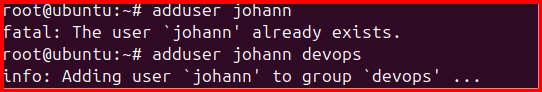 root@ubuntu:~# adduser johann
fatal: The user `johann' already exists.
root@ubuntu:~# adduser johann devops
info: Adding user `johann' to group `devops' ...